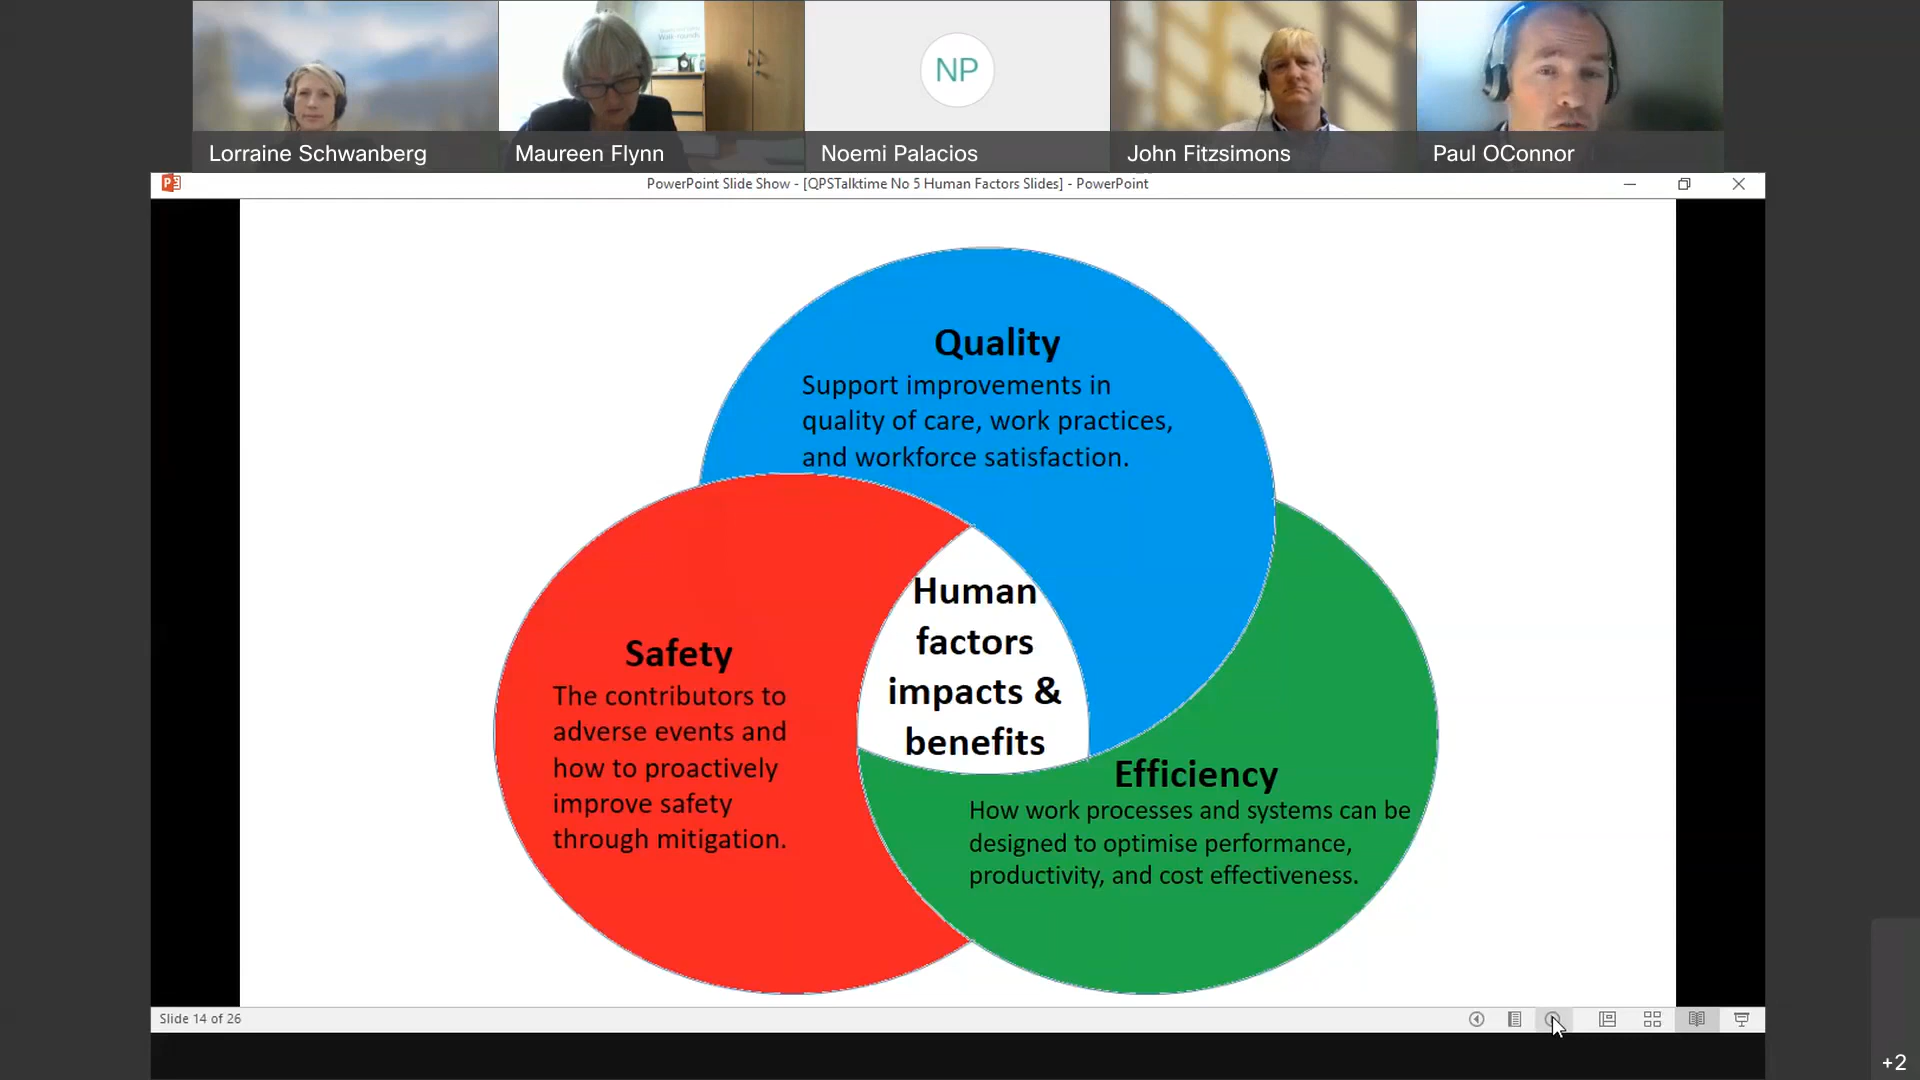 NP
Lorraine Schwanberg
Maureen Flynn
Noemi Palacios
John Fitzsimons
Paul OConnor
PowerPoint Slide Show - [QPSTalktime No 5 Human Factors Slides] - PowerPoint
Quality
Support improvements in
quality of care, work practices,
and workforce satisfaction.
Human
factors
impacts &
benefits
Safety
The contributors to
adverse events and
how to proactively
improve safety
through mitigation.
Efficiency
How work processes and systems can be
designed to optimise performance,
productivity, and cost effectiveness.
Slide 14 of 26
+2